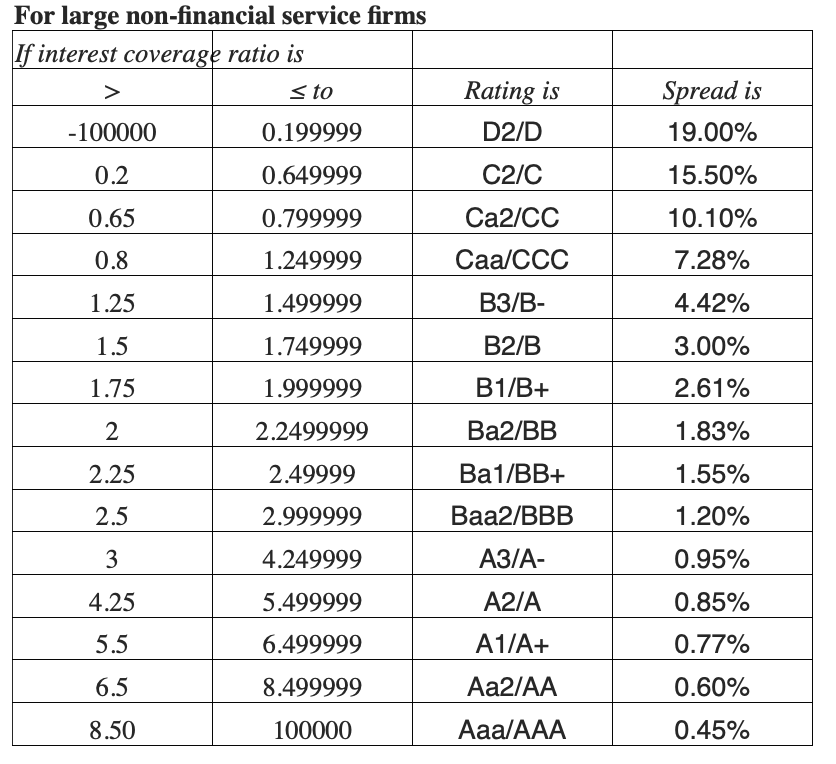 For large non-financial service firms
If interest coverage ratio is
> ≤ to Rating is Spread is
-100000 0.199999 D2/D 19.00%
0.2 0.649999 C2/C 15.50%
0.65 0.799999 Ca2/CC 10.10%
0.8 1.249999 Caa/CCC 7.28%
1.25 1.499999 B3/B- 4.42%
1.5 1.749999 B2/B 3.00%
1.75 1.999999 B1/B+ 2.61%
2 2.2499999 Ba2/BB 1.83%
2.25 2.49999 Ba1/BB+ 1.55%
2.5 2.999999 Baa2/BBB 1.20%
3 4.249999 A3/A- 0.95%
4.25 5.499999 A2/A 0.85%
5.5 6.499999 A1/A+ 0.77%
6.5 8.499999 Aa2/AA 0.60%
8.50 100000 Aaa/AAA 0.45%